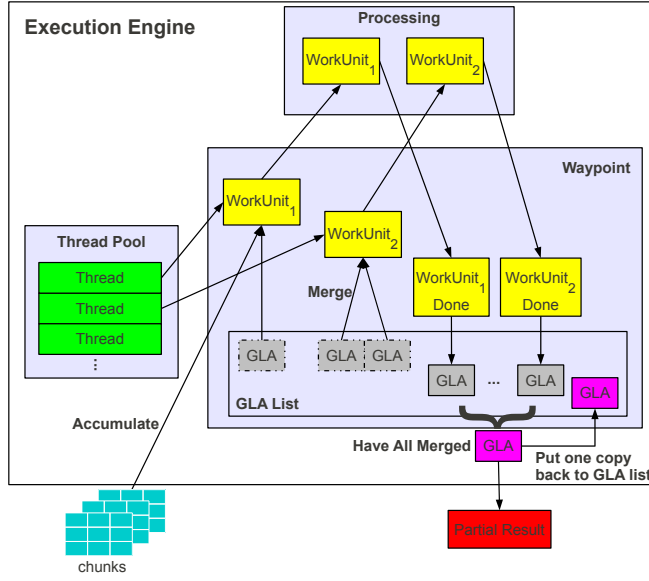 Execution Engine
Processing
WorkUnit1
WorkUnit2
Waypoint
WorkUnit1
WorkUnit2
Thread Pool
Thread
Thread
Thread
⋮
Merge
WorkUnit1
Done
WorkUnit2
Done
GLA
GLA
GLA
GLA
...
GLA
GLA
GLA List
Accumulate
Have All Merged
GLA
Put one copy
back to GLA list
Partial Result
chunks